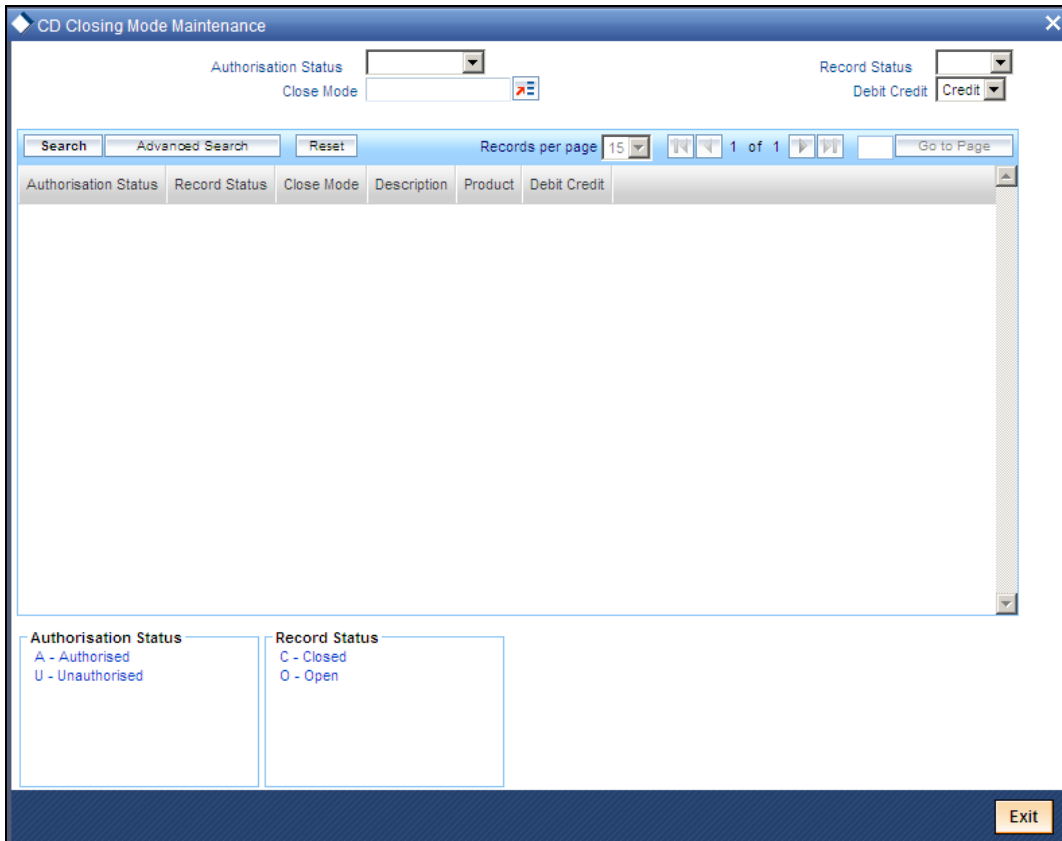 CD Closing Mode Maintenance
Authorisation Status Record Status
Close Mode Debit Credit Credit
Search Advanced Search Reset Records per page 15 1 of 1 Go to Page
Authorisation Status Record Status Close Mode Description Product Debit Credit
Authorisation Status Record Status
A - Authorised C - Closed
U - Unauthorised O - Open
Exit